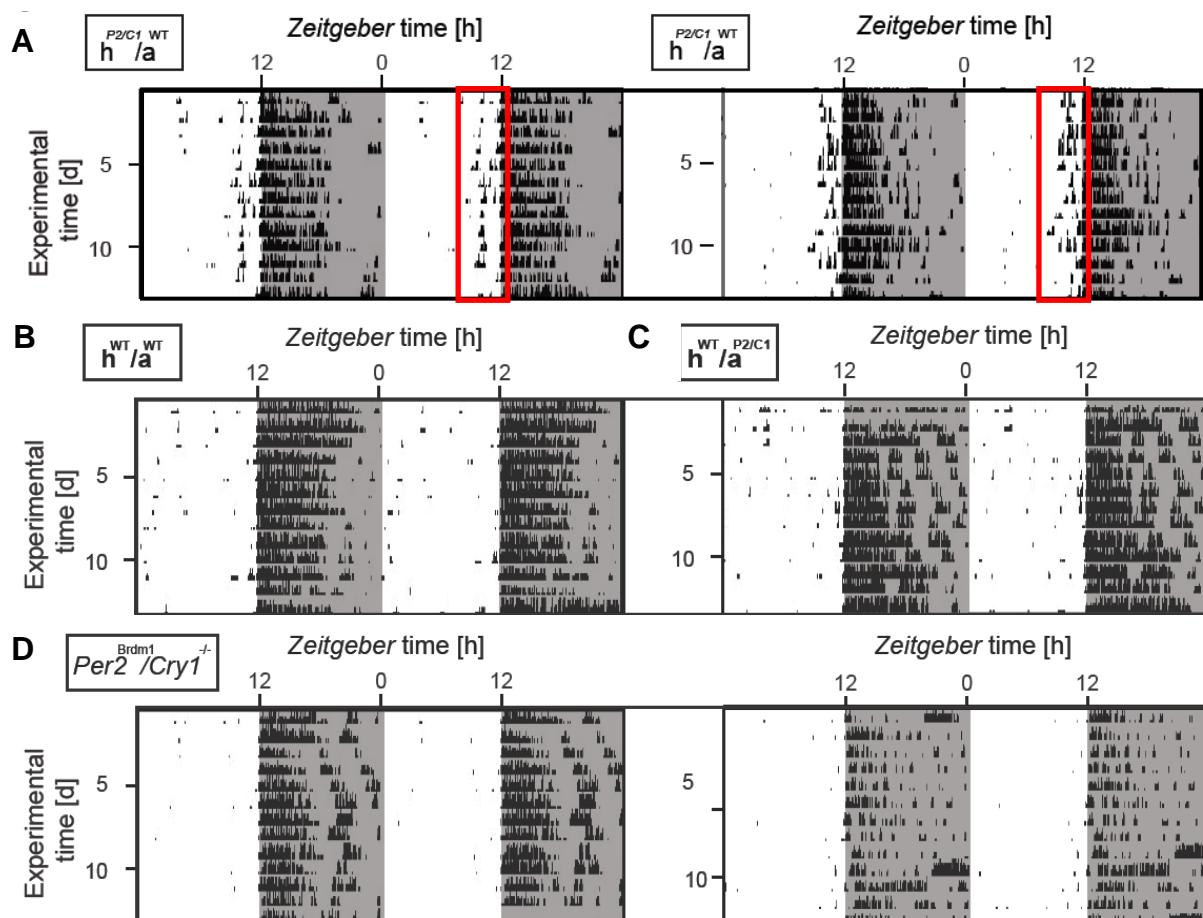 A
h P2/C1 /a WT
Zeitgeber time [h]
12 0 12
Experimental
time [d]
5
10
h P2/C1 /a WT
Zeitgeber time [h]
12 0 12
5
10
B
h WT /a WT
Zeitgeber time [h]
12 0 12
Experimental
time [d]
5
10
C
h WT /a P2/C1
Zeitgeber time [h]
12 0 12
5
10
D
Per2 Brdm1 /Cry1 -/-
Zeitgeber time [h]
12 0 12
Experimental
time [d]
5
10
Zeitgeber time [h]
12 0 12
5
10